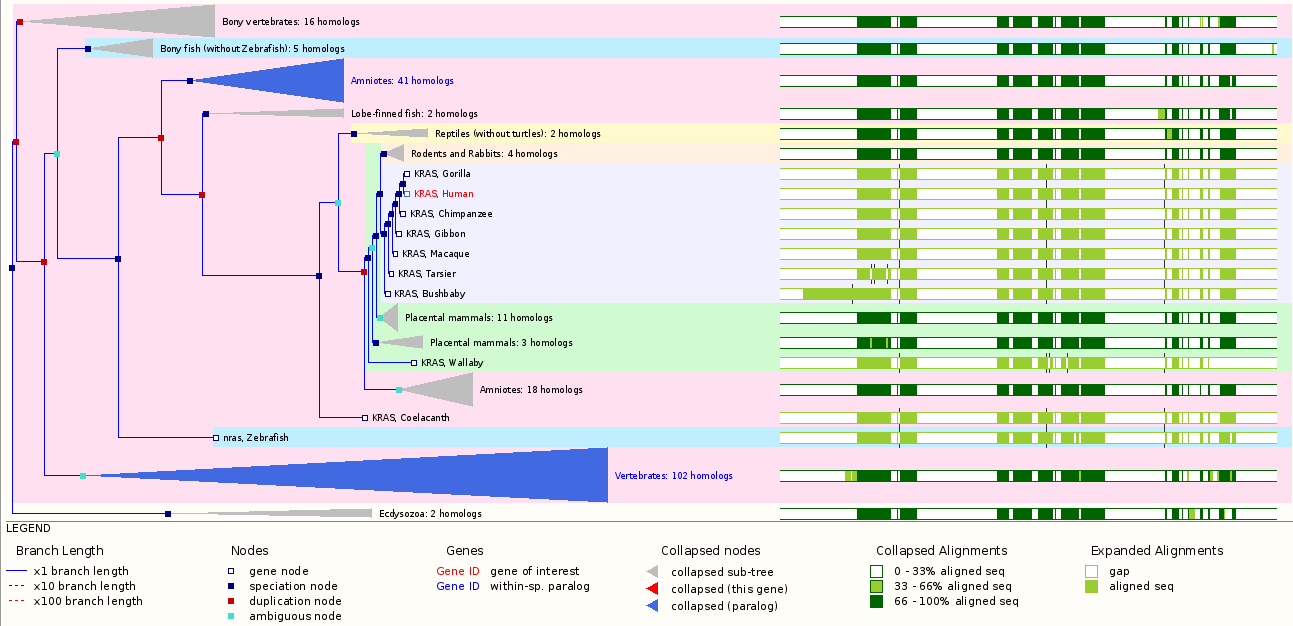 Bony vertebrates: 16 homologs
Bony fish (without Zebrafish): 5 homologs
Amniotes: 41 homologs
Lobe-finned fish: 2 homologs
Reptiles (without turtles): 2 homologs
Rodents and Rabbits: 4 homologs
KRAS, Gorilla
KRAS, Human
KRAS, Chimpanzee
KRAS, Gibbon
KRAS, Macaque
KRAS, Tarsier
KRAS, Bushbaby
Placental mammals: 11 homologs
Placental mammals: 3 homologs
KRAS, Wallaby
Amniotes: 18 homologs
KRAS, Coelacanth
nras, Zebrafish
Vertebrates: 102 homologs
Ecdysozoa: 2 homologs
LEGEND
Branch Length
x1 branch length
x10 branch length
x100 branch length
Nodes
gene node
speciation node
duplication node
ambiguous node
Genes
Gene ID gene of interest
Gene ID within-sp. paralog
Collapsed nodes
collapsed sub-tree
collapsed (this gene)
collapsed (paralog)
Collapsed Alignments
0 - 33% aligned seq
33 - 66% aligned seq
66 - 100% aligned seq
Expanded Alignments
gap
aligned seq